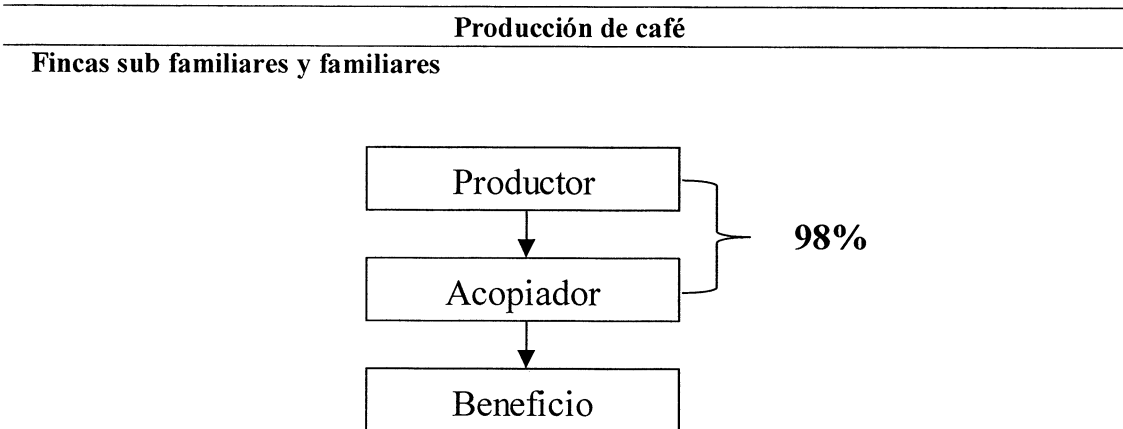 Producción de café
Fincas sub familiares y familiares
Productor
98%
Acopiador
Beneficio